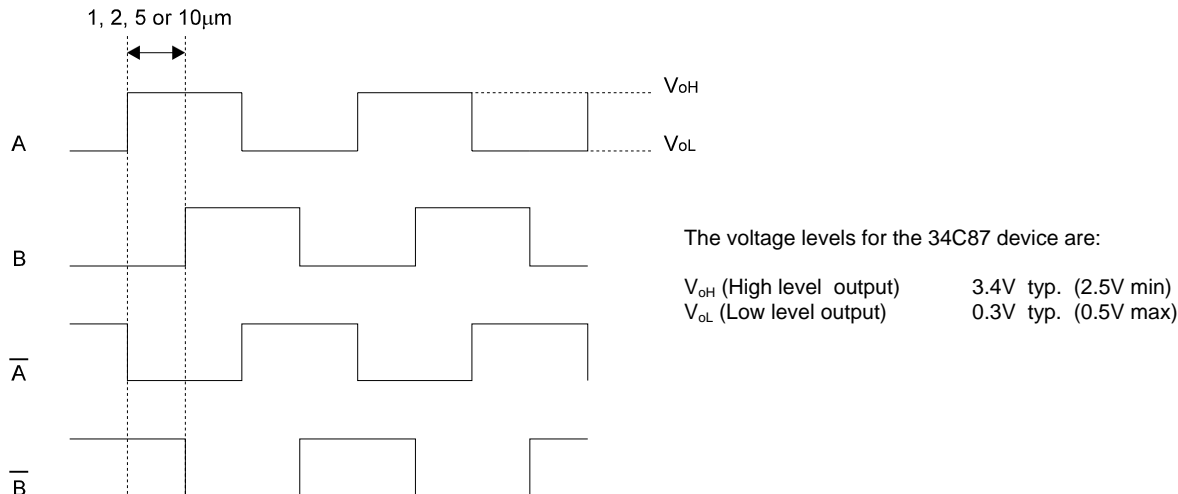 1, 2, 5 or 10μm
VoH
A
VoL
B
The voltage levels for the 34C87 device are:
VoH (High level output) 3.4V typ. (2.5V min)
VoL (Low level output) 0.3V typ. (0.5V max)
A̅
B̅